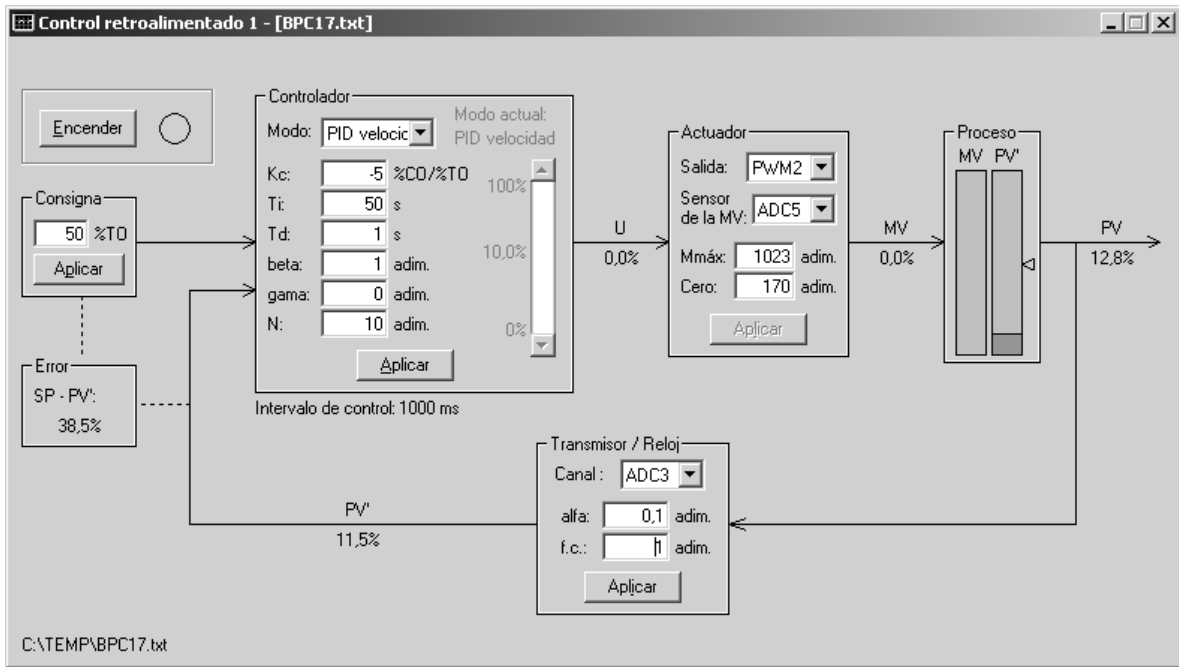 Control retroalimentado 1 - [BPC17.txt]
Encender
Consigna
50 %TO
Aplicar
Error
SP - PV':
38,5%
Controlador
Modo: PID velocic
Modo actual:
PID velocidad
Kc: -5 %CO/%TO
Ti: 50 s
Td: 1 s
beta: 1 adim.
gama: 0 adim.
N: 10 adim.
100%
10,0%
0%
Aplicar
Intervalo de control: 1000 ms
U
0,0%
Actuador
Salida: PWM2
Sensor
de la MV: ADC5
Mmáx: 1023 adim.
Cero: 170 adim.
Aplicar
MV
0,0%
Proceso
MV PV'
PV
12,8%
Transmisor / Reloj
Canal : ADC3
alfa: 0,1 adim.
f.c.: 1 adim.
Aplicar
PV'
11,5%
C:\TEMP\BPC17.txt